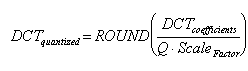 DCT_quantized = ROUND(DCT_coefficients / Q · Scale_Factor)